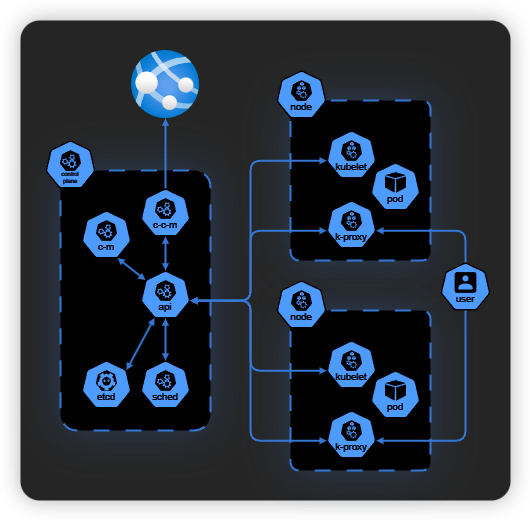 node
kubelet
pod
k-proxy
control
plane
c-c-m
c-m
api
etcd
sched
user
node
kubelet
pod
k-proxy